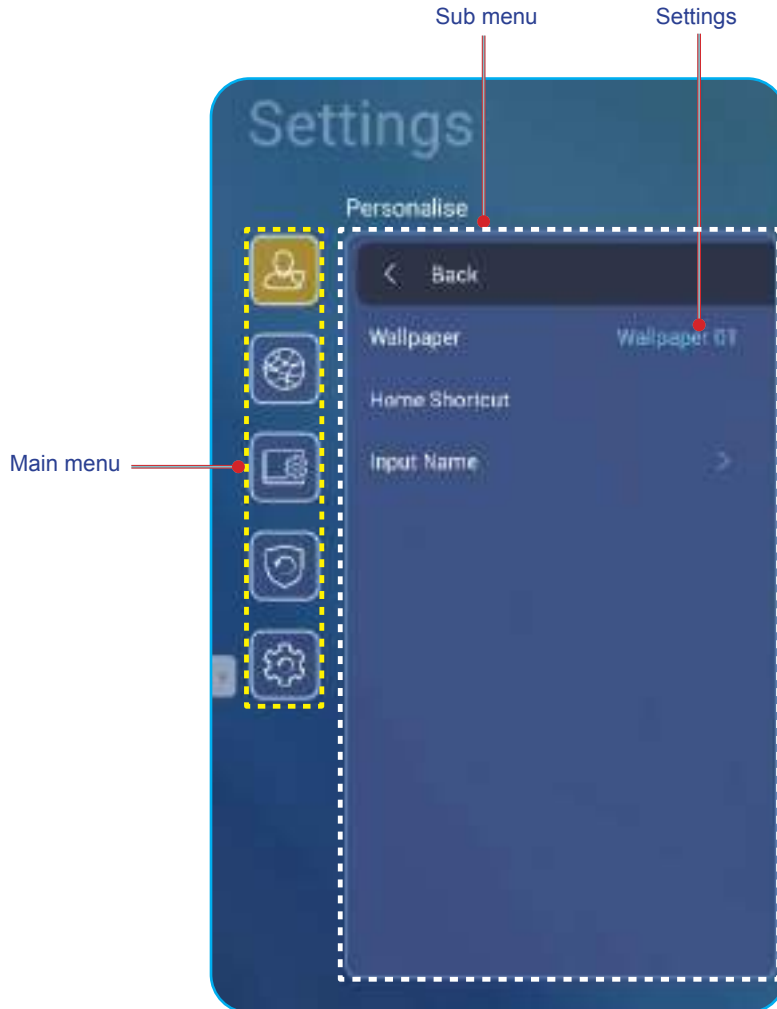 Sub menu Settings
Settings
Personalise
Back
Wallpaper Wallpaper 01
Home Shortcut
Main menu
Input Name